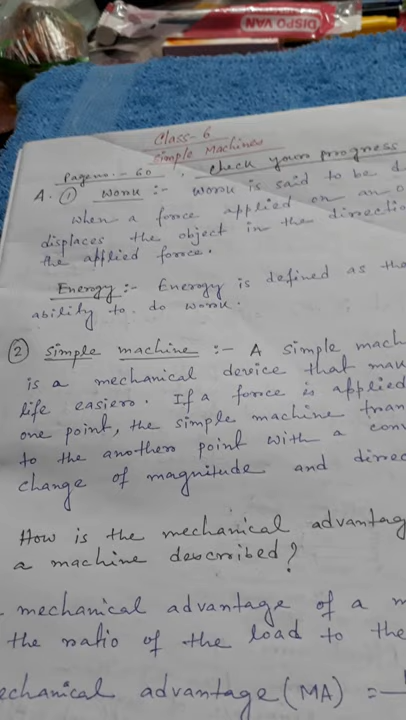 DISPO VAN
Class-6
Simple Machines
Page no. - 60 , check your progress
A. ① work :- work is said to be d
when a force applied on an o
displaces the object in the directio
the applied force.
Energy :- Energy is defined as the
ability to do work.
② simple machine :- A simple mach
is a mechanical device that mak
life easier. If a force is applied
one point, the simple machine tran
to the another point with a conv
change of magnitude and direc
How is the mechanical advantag
a machine described?
mechanical advantage of a m
the ratio of the load to the
echanical advantage (MA) =